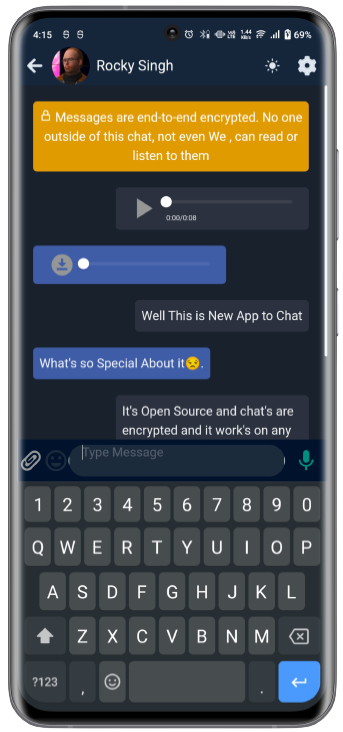 4:15 69%
Rocky Singh
Messages are end-to-end encrypted. No one
outside of this chat, not even We , can read or
listen to them
0:00/0:08
Well This is New App to Chat
What's so Special About it😒.
It's Open Source and chat's are
encrypted and it work's on any
Type Message
1 2 3 4 5 6 7 8 9 0
Q W E R T Y U I O P
A S D F G H J K L
Z X C V B N M
?123 , .